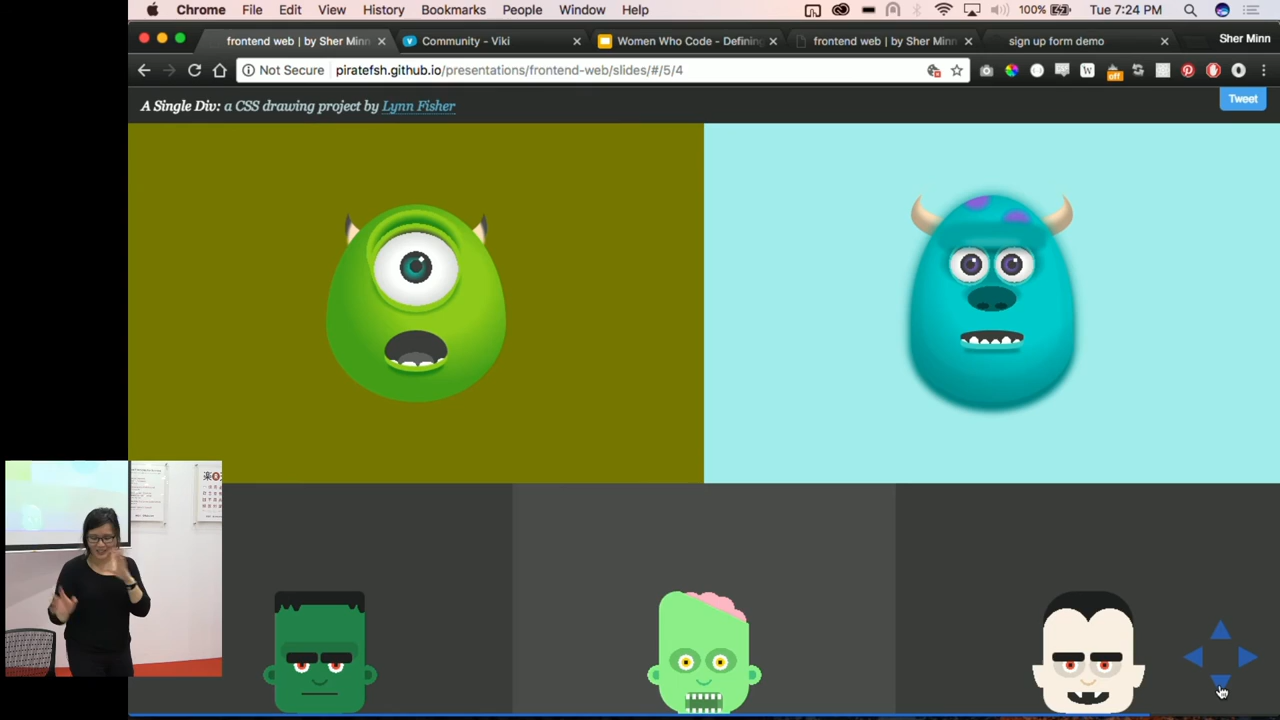 Chrome File Edit View History Bookmarks People Window Help 100% Tue 7:24 PM
frontend web | by Sher Minn
Community - Viki
Women Who Code - Defining
frontend web | by Sher Minn
sign up form demo
Sher Minn
Not Secure piratefsh.github.io/presentations/frontend-web/slides/#/5/4
W
off
A Single Div: a CSS drawing project by Lynn Fisher
Tweet